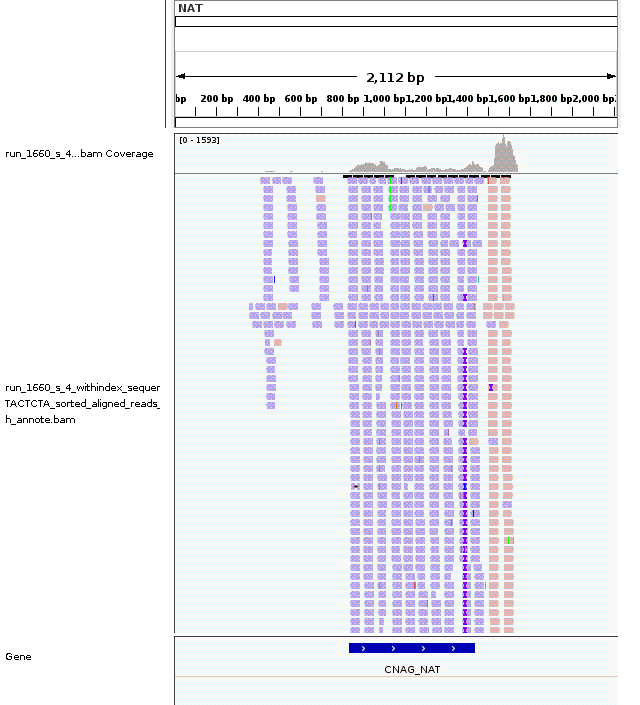 NAT
2,112 bp
bp 200 bp 400 bp 600 bp 800 bp 1,000 bp 1,200 bp 1,400 bp 1,600 bp 1,800 bp 2,000 bp
[0 - 1593]
run_1660_s_4...bam Coverage
run_1660_s_4_withindex_sequer
TACTCTA_sorted_aligned_reads_
h_annote.bam
Gene
CNAG_NAT